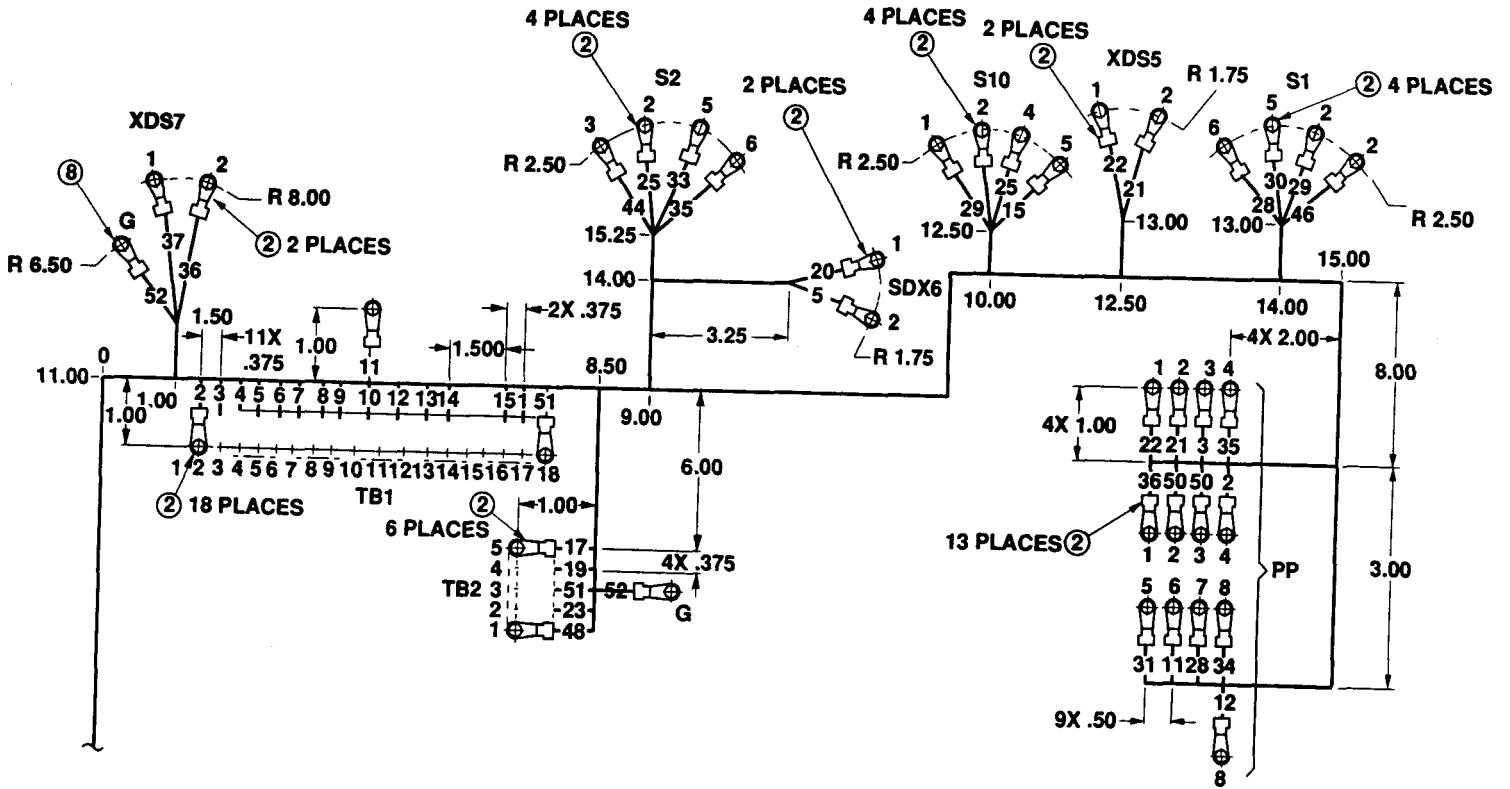 4 PLACES
2
S2
2 PLACES
2
4 PLACES
2
S10
2 PLACES
2
XDS5
R 1.75
S1
2 4 PLACES
XDS7
8
1 2
G
R 8.00
2 2 PLACES
R 6.50
37
36
52
3 2 5 6
R 2.50
25 33
44 35
15.25
14.00
20 1
5 SDX6
2
R 1.75
3.25
1 2 4 5
R 2.50
25
29 15
12.50
10.00
1 2
22
21
13.00
12.50
6 5 2 2
30 29
28 46
13.00
R 2.50
14.00
15.00
0
11.00
1.50
11X
.375
1.00
11
1.500
2X .375
8.50
9.00
1.00
1.00
2 3 4 5 6 7 8 9 10 12 13 14 15 1 51
1 2 3 4 5 6 7 8 9 10 11 12 13 14 15 16 17 18
TB1
2 18 PLACES
2
6 PLACES
1.00
6.00
4X .375
5 17
4 19
TB2 3 51 52
G
2 23
1 48
4X 2.00
8.00
1 2 3 4
4X 1.00
22 21 3 35
36 50 50 2
13 PLACES 2
1 2 3 4
PP
3.00
5 6 7 8
31 11 28 34
12
9X .50
8